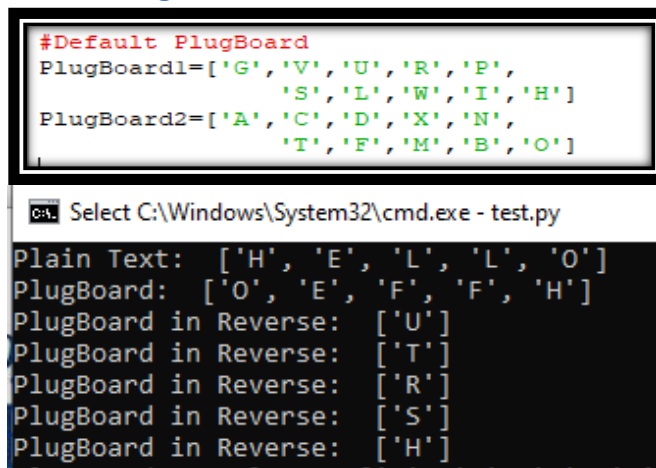 #Default PlugBoard
PlugBoard1=['G','V','U','R','P',
'S','L','W','I','H']
PlugBoard2=['A','C','D','X','N',
'T','F','M','B','O']
Select C:\Windows\System32\cmd.exe - test.py
Plain Text:  ['H', 'E', 'L', 'L', 'O']
PlugBoard:  ['O', 'E', 'F', 'F', 'H']
PlugBoard in Reverse:  ['U']
PlugBoard in Reverse:  ['T']
PlugBoard in Reverse:  ['R']
PlugBoard in Reverse:  ['S']
PlugBoard in Reverse:  ['H']